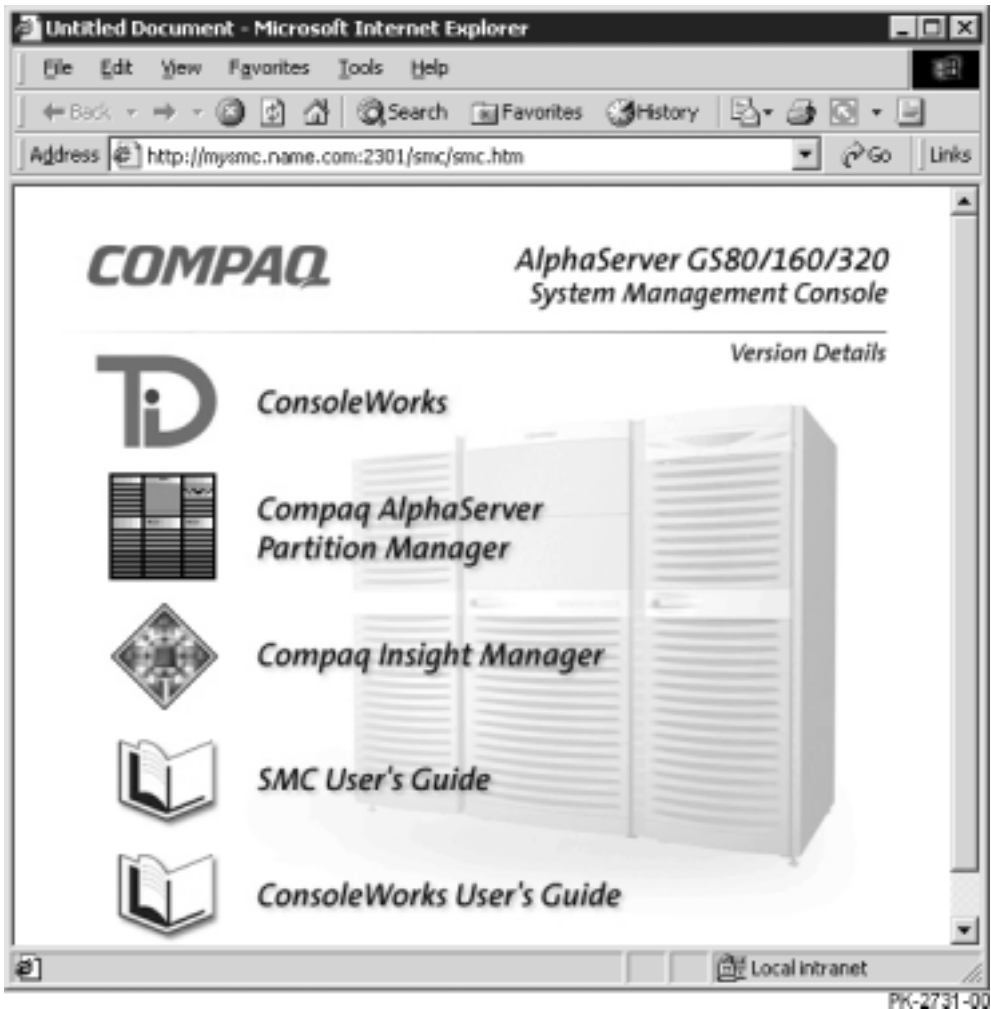 Untitled Document - Microsoft Internet Explorer
File Edit View Favorites Tools Help
Back Search Favorites History
Address http://mysmc.name.com:2301/smc/smc.htm Go Links
COMPAQ
AlphaServer GS80/160/320
System Management Console
Version Details
TiD
ConsoleWorks
Compaq AlphaServer
Partition Manager
Compaq Insight Manager
SMC User's Guide
ConsoleWorks User's Guide
Local intranet
PK-2731-00